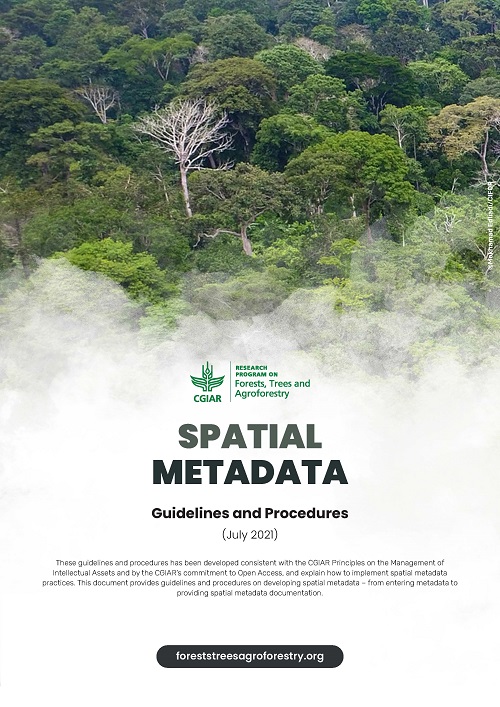 CGIAR
RESEARCH
PROGRAM ON
Forests, Trees and
Agroforestry
SPATIAL
METADATA
Guidelines and Procedures
(July 2021)
These guidelines and procedures has been developed consistent with the CGIAR Principles on the Management of
Intellectual Assets and by the CGIAR's commitment to Open Access, and explain how to implement spatial metadata
practices. This document provides guidelines and procedures on developing spatial metadata – from entering metadata to
providing spatial metadata documentation.
foreststreesagroforestry.org